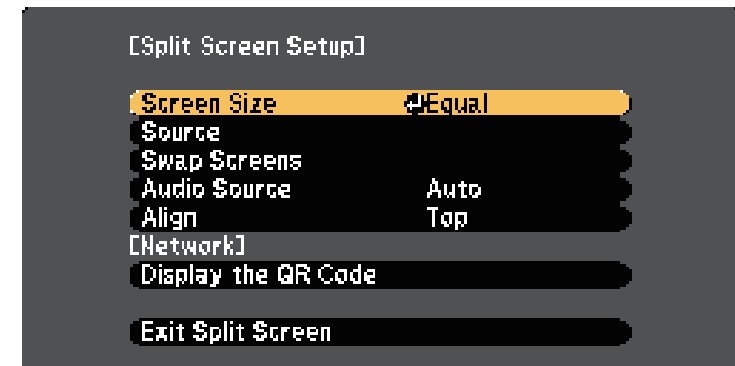 [Split Screen Setup]
Screen Size ↵Equal
Source
Swap Screens
Audio Source Auto
Align Top
[Network]
Display the QR Code
Exit Split Screen